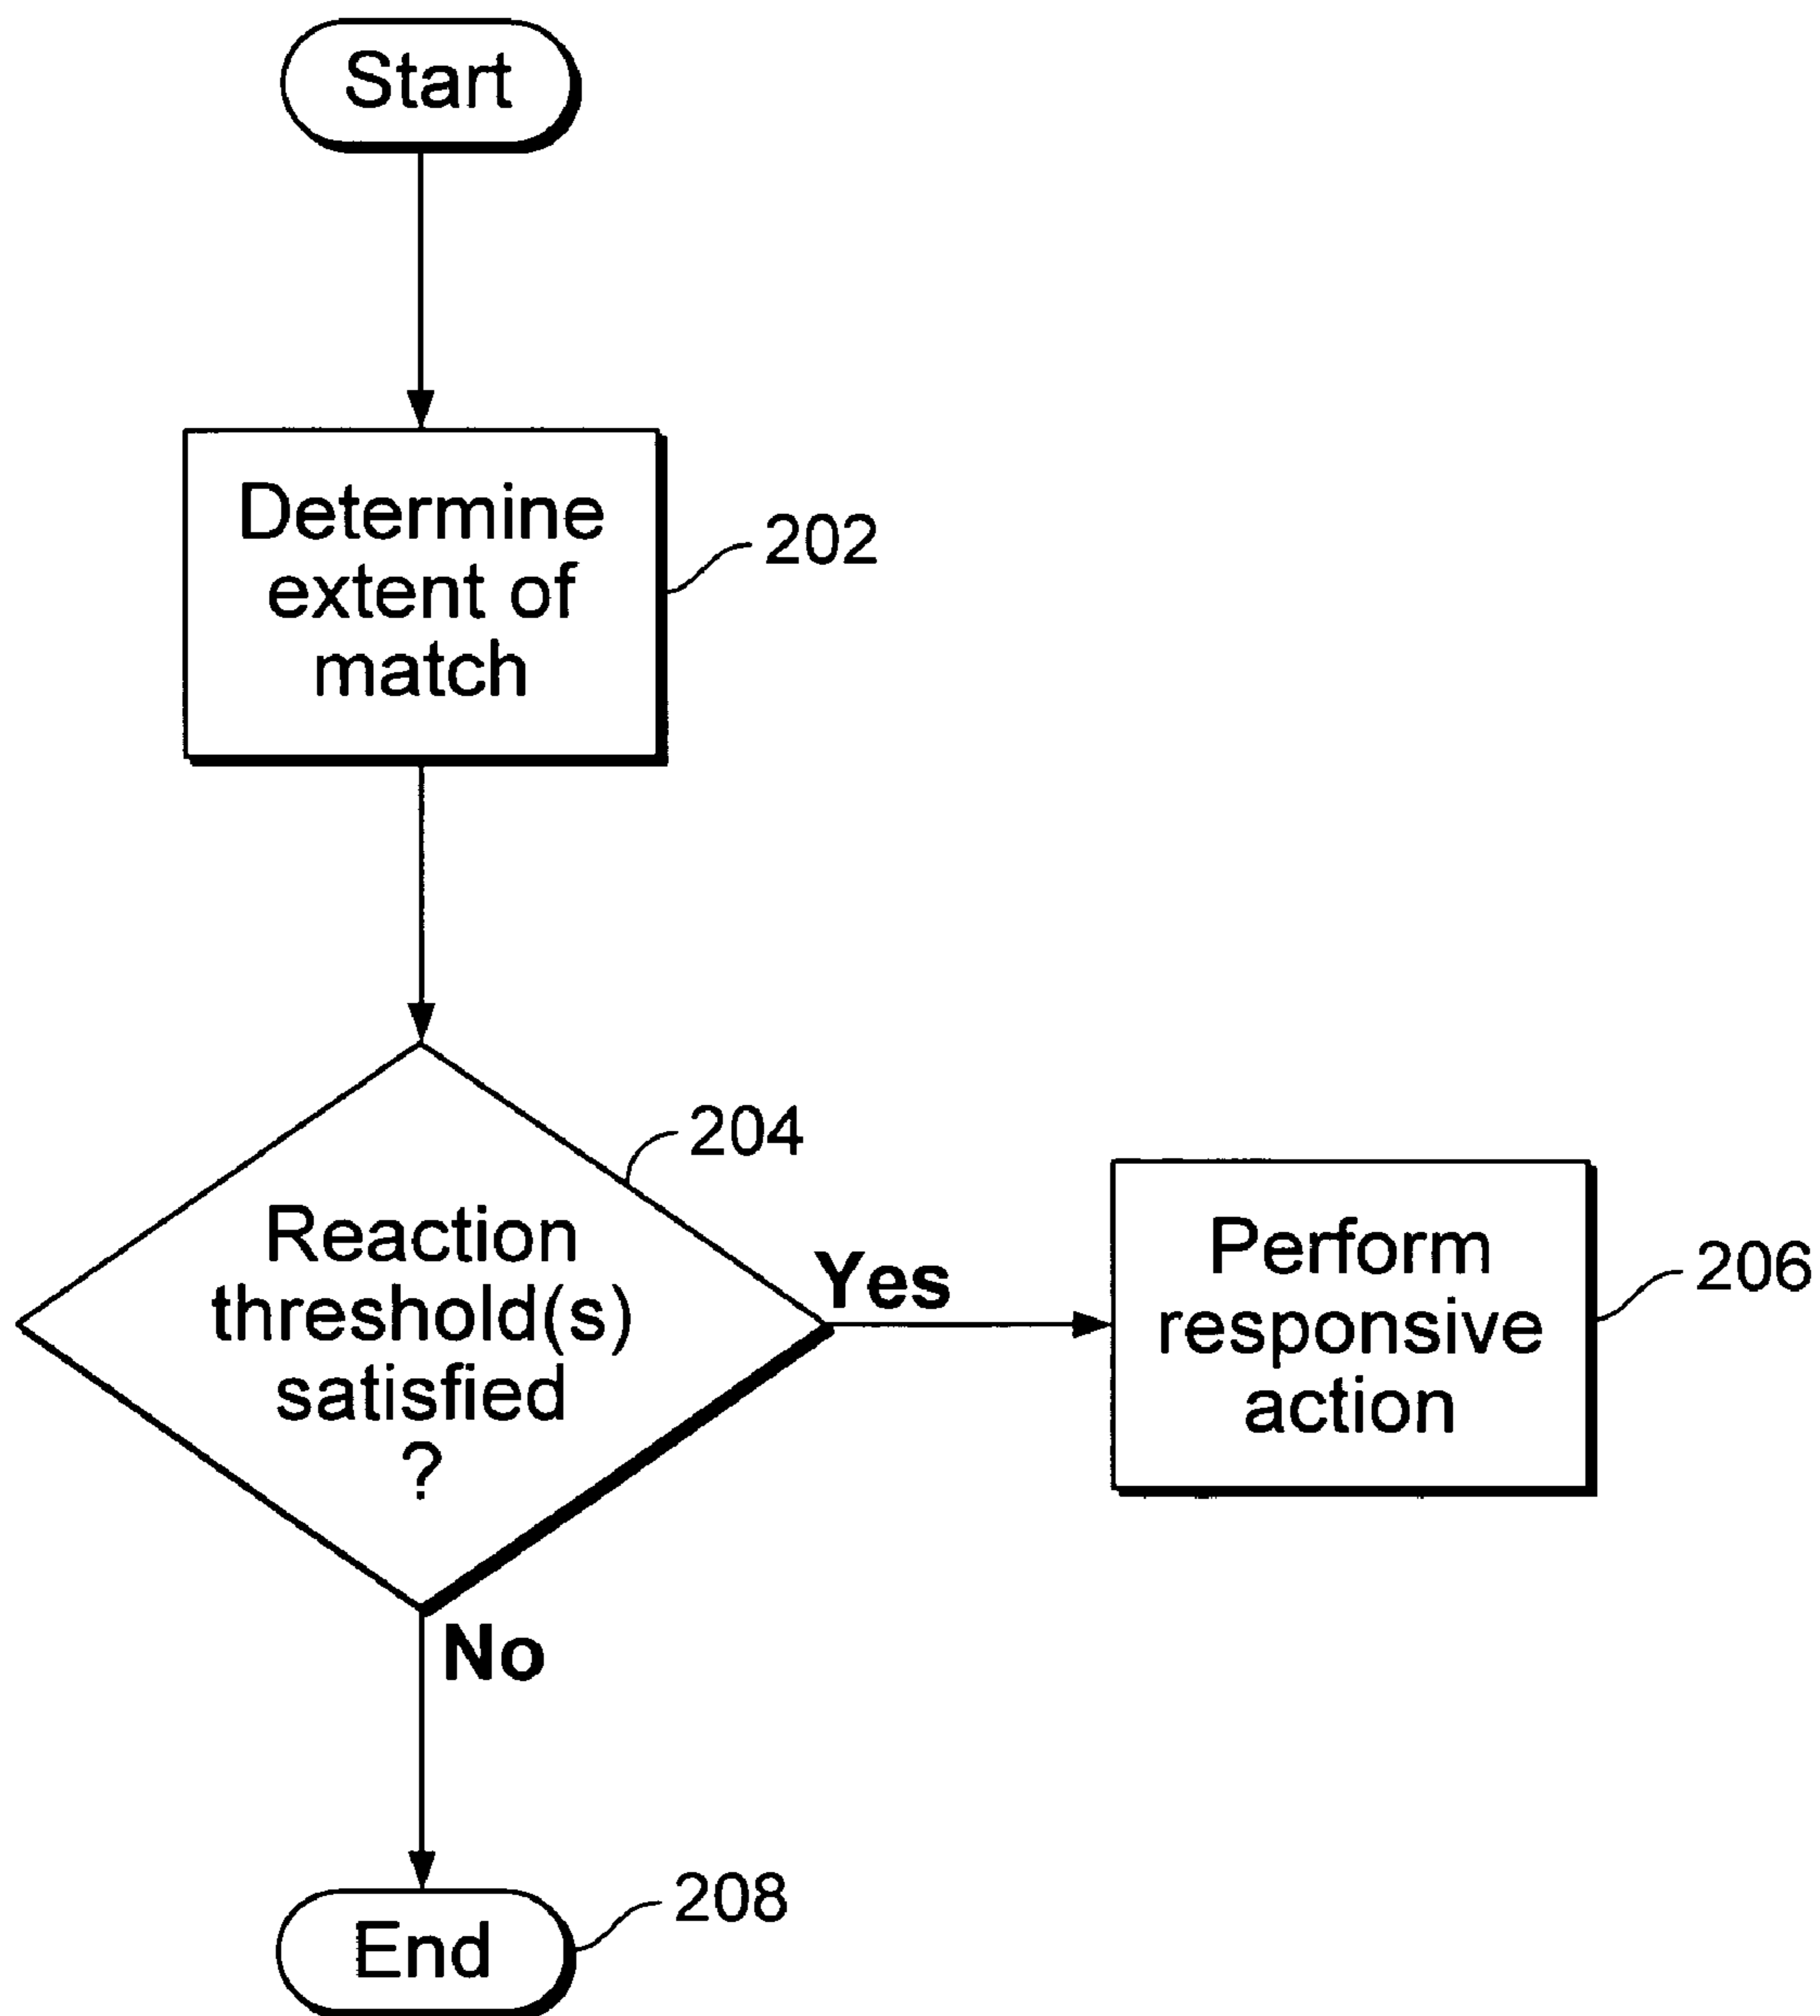 Start
Determine
extent of
match
202
204
Reaction
threshold(s)
satisfied
?
Yes
Perform
responsive
action
206
No
End
208